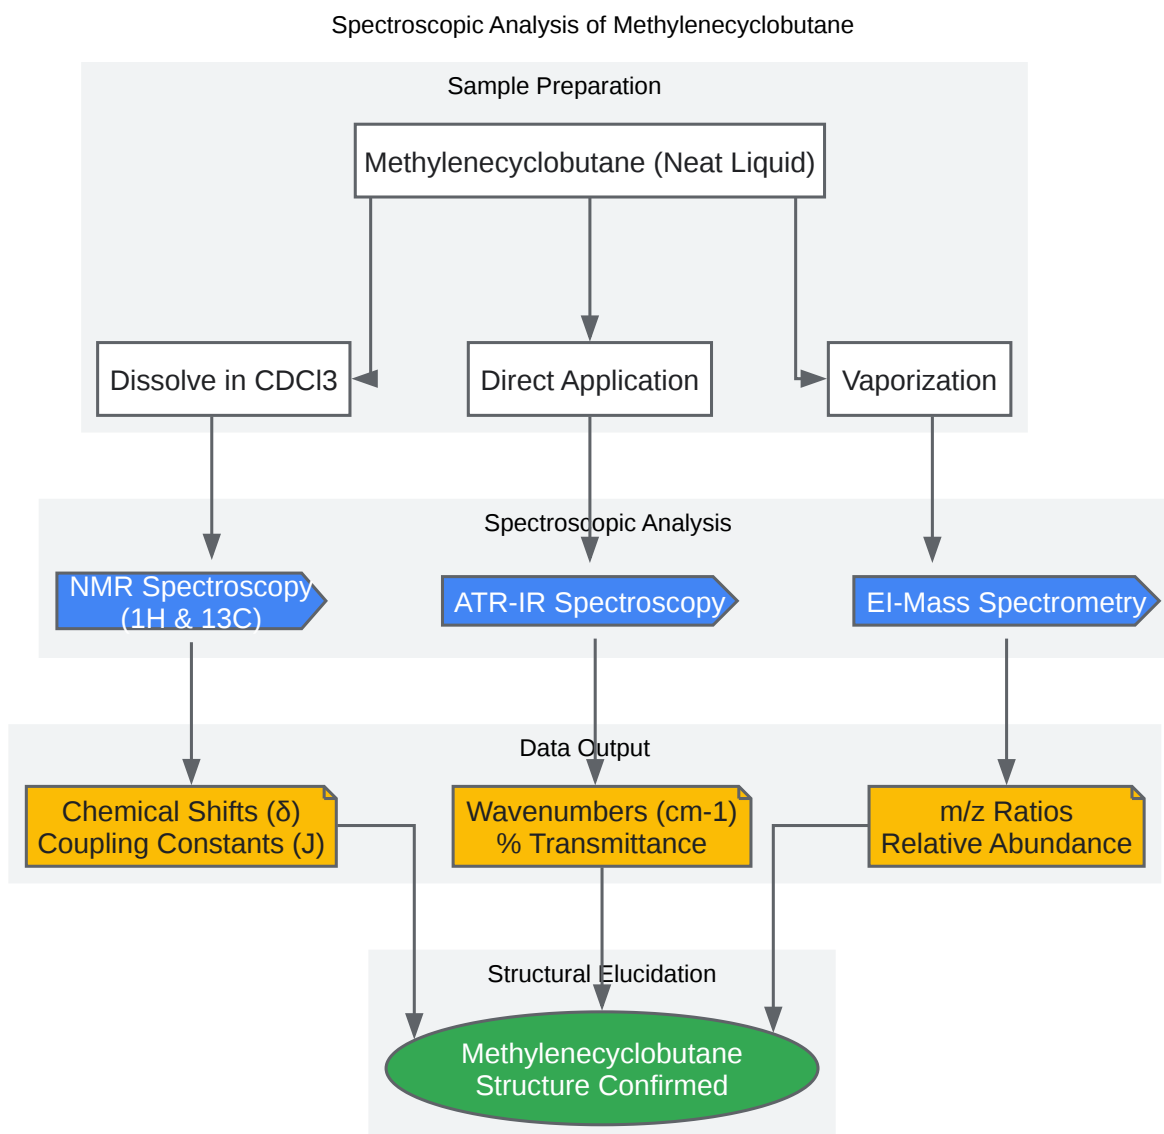 Spectroscopic Analysis of Methylenecyclobutane
Sample Preparation
Methylenecyclobutane (Neat Liquid)
Dissolve in CDCl3
Direct Application
Vaporization
Spectroscopic Analysis
NMR Spectroscopy
(1H & 13C)
ATR-IR Spectroscopy
EI-Mass Spectrometry
Data Output
Chemical Shifts (δ)
Coupling Constants (J)
Wavenumbers (cm-1)
% Transmittance
m/z Ratios
Relative Abundance
Structural Elucidation
Methylenecyclobutane
Structure Confirmed